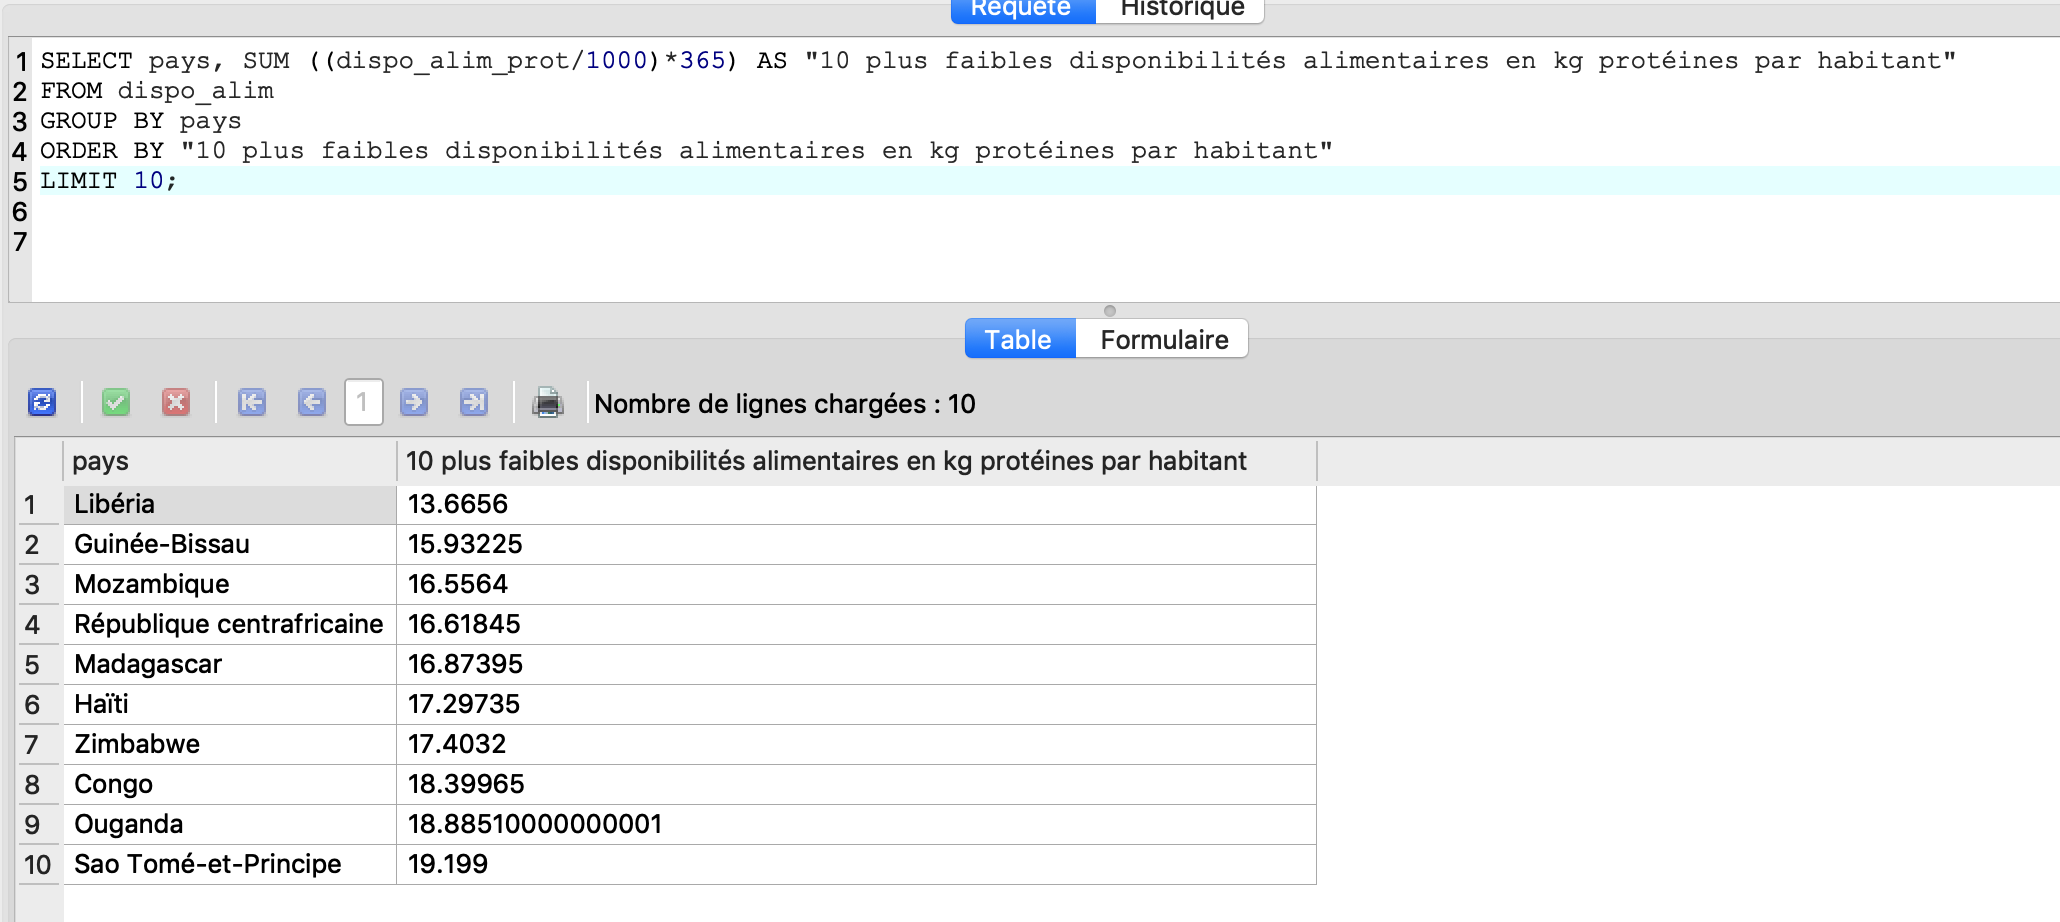 Requête Historique
1 SELECT pays, SUM ((dispo_alim_prot/1000)*365) AS "10 plus faibles disponibilités alimentaires en kg protéines par habitant"
2 FROM dispo_alim
3 GROUP BY pays
4 ORDER BY "10 plus faibles disponibilités alimentaires en kg protéines par habitant"
5 LIMIT 10;
6
7
Table Formulaire
1 Nombre de lignes chargées : 10
pays 10 plus faibles disponibilités alimentaires en kg protéines par habitant
1 Libéria 13.6656
2 Guinée-Bissau 15.93225
3 Mozambique 16.5564
4 République centrafricaine 16.61845
5 Madagascar 16.87395
6 Haïti 17.29735
7 Zimbabwe 17.4032
8 Congo 18.39965
9 Ouganda 18.88510000000001
10 Sao Tomé-et-Principe 19.199